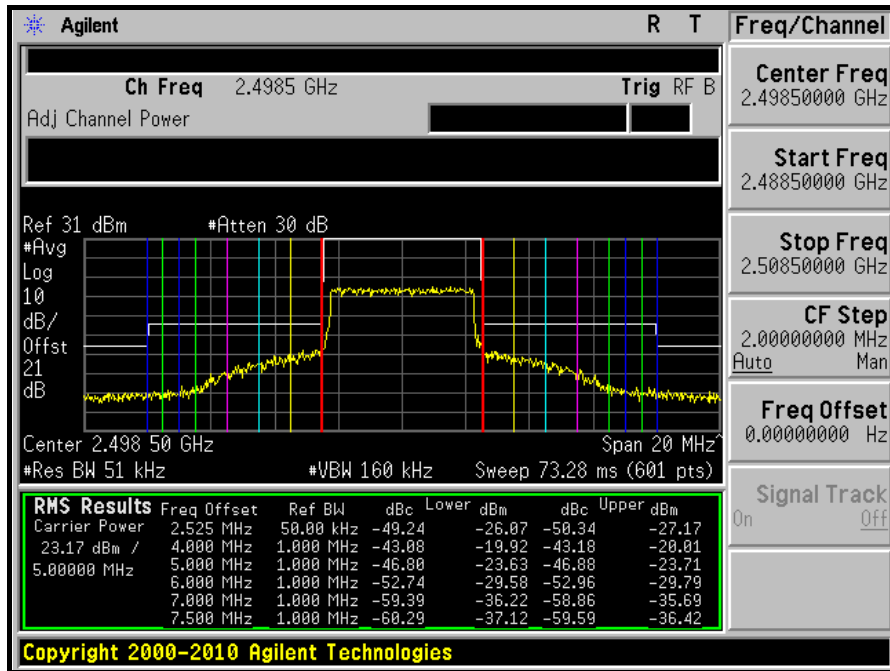 Agilent R T Freq/Channel
Ch Freq 2.4985 GHz Trig RF B
Adj Channel Power
Center Freq
2.49850000 GHz
Start Freq
2.48850000 GHz
Stop Freq
2.50850000 GHz
CF Step
2.00000000 MHz
Auto Man
Freq Offset
0.00000000 Hz
Signal Track
On Off
Ref 31 dBm #Atten 30 dB
#Avg
Log
10
dB/
Offst
21
dB
Center 2.498 50 GHz Span 20 MHz^
#Res BW 51 kHz #VBW 160 kHz Sweep 73.28 ms (601 pts)
RMS Results Freq Offset Ref BW dBc Lower dBm dBc Upper dBm
Carrier Power 2.525 MHz 50.00 kHz -49.24 -26.07 -50.34 -27.17
23.17 dBm / 4.000 MHz 1.000 MHz -43.08 -19.92 -43.18 -20.01
5.00000 MHz 5.000 MHz 1.000 MHz -46.80 -23.63 -46.88 -23.71
6.000 MHz 1.000 MHz -52.74 -29.58 -52.96 -29.79
7.000 MHz 1.000 MHz -59.39 -36.22 -58.86 -35.69
7.500 MHz 1.000 MHz -60.29 -37.12 -59.59 -36.42
Copyright 2000-2010 Agilent Technologies